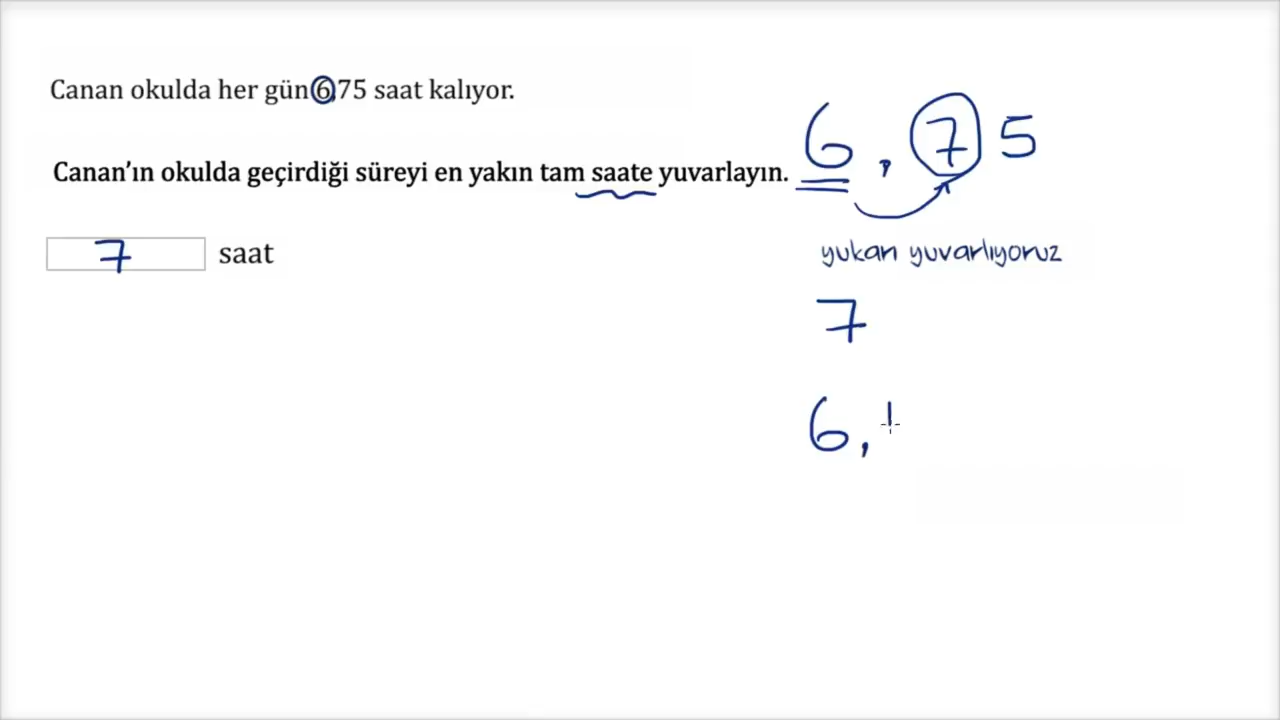 Canan okulda her gün 6,75 saat kalıyor.
Canan’ın okulda geçirdiği süreyi en yakın tam saate yuvarlayın.
7 saat
6,75
yukarı yuvarlıyoruz
7
6,